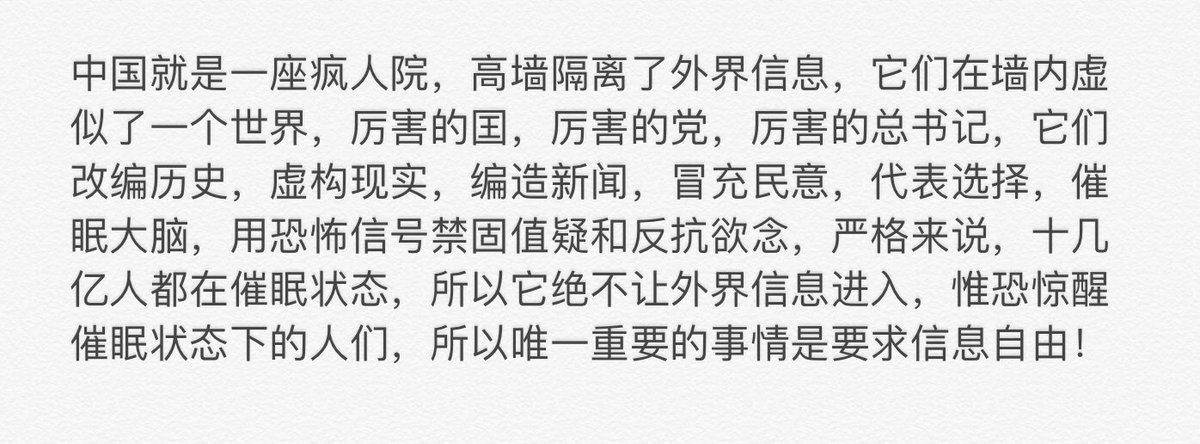 中国就是一座疯人院，高墙隔离了外界信息，它们在墙内虚
似了一个世界，厉害的国，厉害的党，厉害的总书记，它们
改编历史，虚构现实，编造新闻，冒充民意，代表选择，催
眠大脑，用恐怖信号禁固值疑和反抗欲念，严格来说，十几
亿人都在催眠状态，所以它绝不让外界信息进入，惟恐惊醒
催眠状态下的人们，所以唯一重要的事情是要求信息自由！